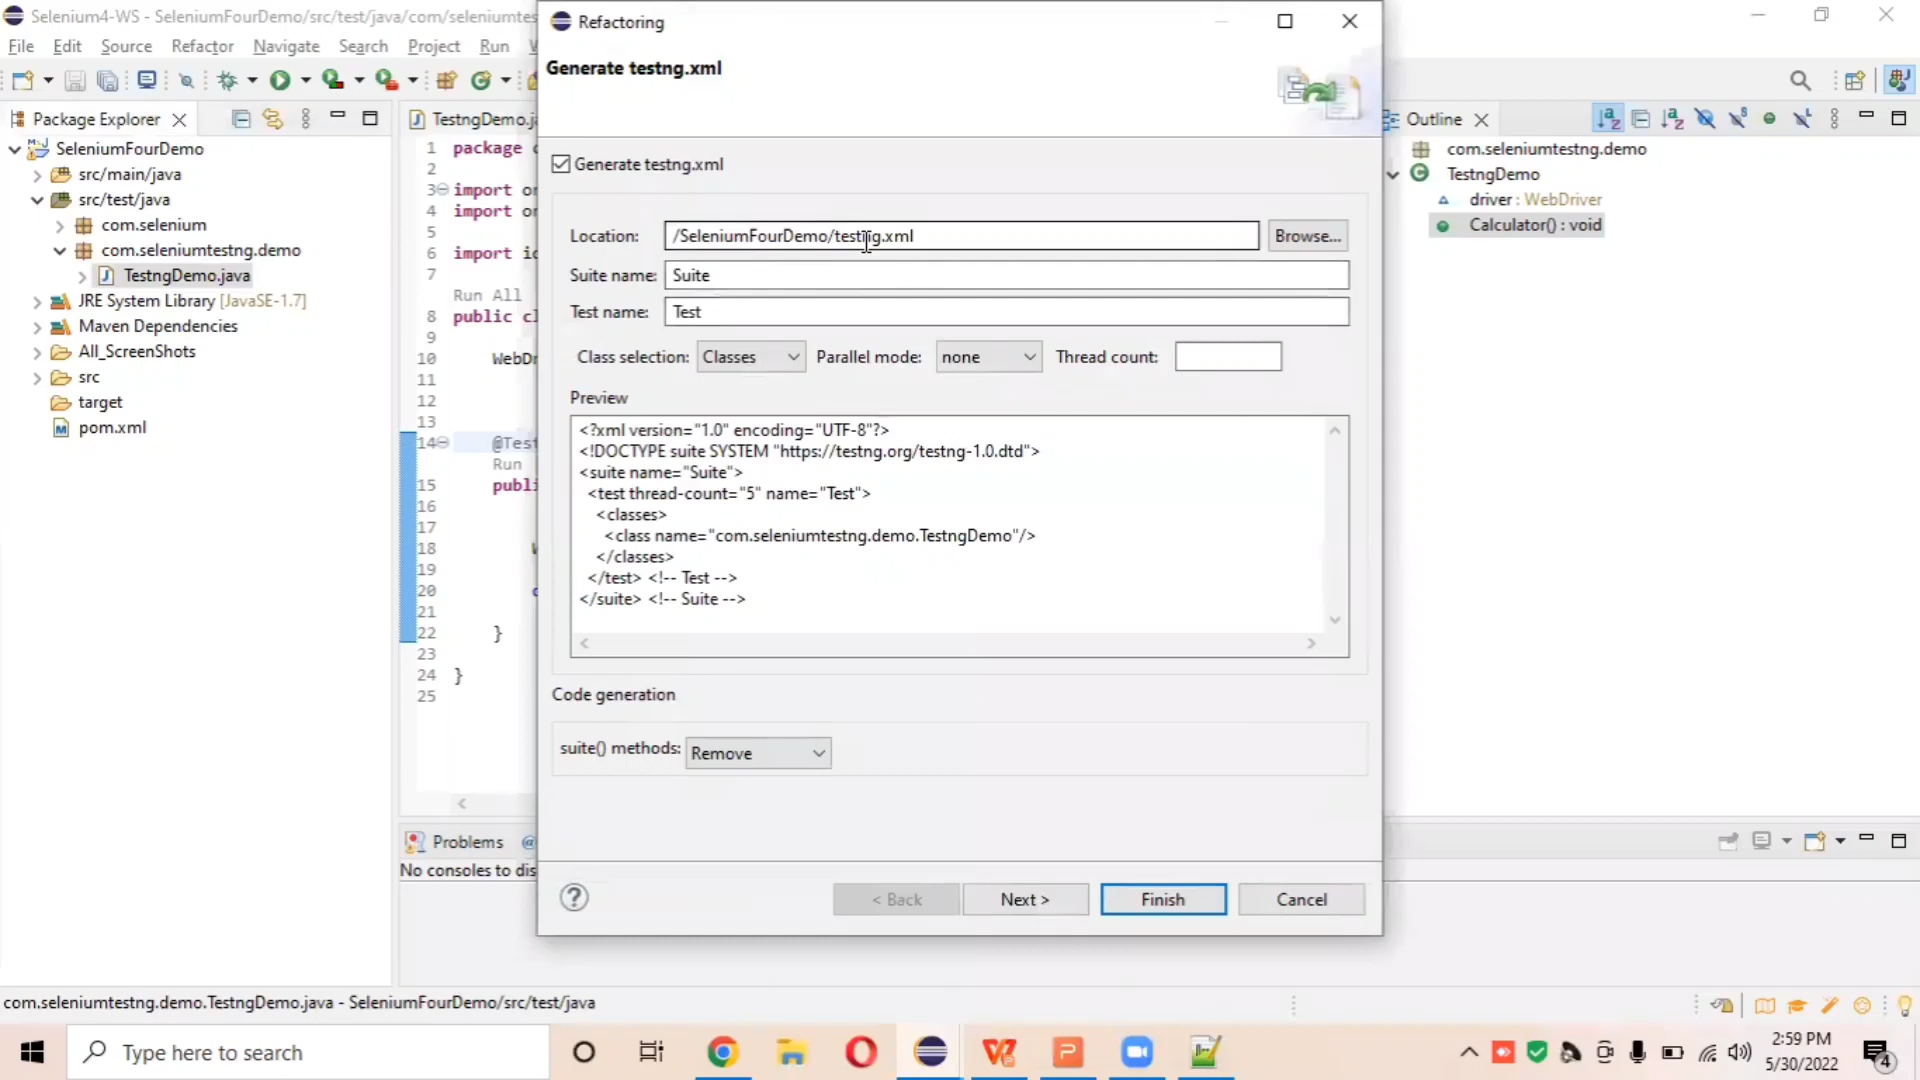 Selenium4-WS - SeleniumFourDemo/src/test/java/com/seleniumtes
File Edit Source Refactor Navigate Search Project Run
Package Explorer
SeleniumFourDemo
src/main/java
src/test/java
com.selenium
com.seleniumtestng.demo
TestngDemo.java
JRE System Library [JavaSE-1.7]
Maven Dependencies
All_ScreenShots
src
target
pom.xml
TestngDemo.j
1 package
2
3 import or
4 import or
5
6 import io
7
Run All
8 public cl
9
10 WebDr
11
12
13
14 @Test
Run
15 publi
16
17
18
19
20
21
22 }
23
24 }
25
Refactoring
Generate testng.xml
Generate testng.xml
Location: /SeleniumFourDemo/testng.xml Browse...
Suite name: Suite
Test name: Test
Class selection: Classes Parallel mode: none Thread count:
Preview
<?xml version="1.0" encoding="UTF-8"?>
<!DOCTYPE suite SYSTEM "https://testng.org/testng-1.0.dtd">
<suite name="Suite">
<test thread-count="5" name="Test">
<classes>
<class name="com.seleniumtestng.demo.TestngDemo"/>
</classes>
</test> <!-- Test -->
</suite> <!-- Suite -->
Code generation
suite() methods: Remove
< Back Next > Finish Cancel
Outline
com.seleniumtestng.demo
TestngDemo
driver : WebDriver
Calculator() : void
Problems @
No consoles to dis
com.seleniumtestng.demo.TestngDemo.java - SeleniumFourDemo/src/test/java
Type here to search
2:59 PM
5/30/2022
4